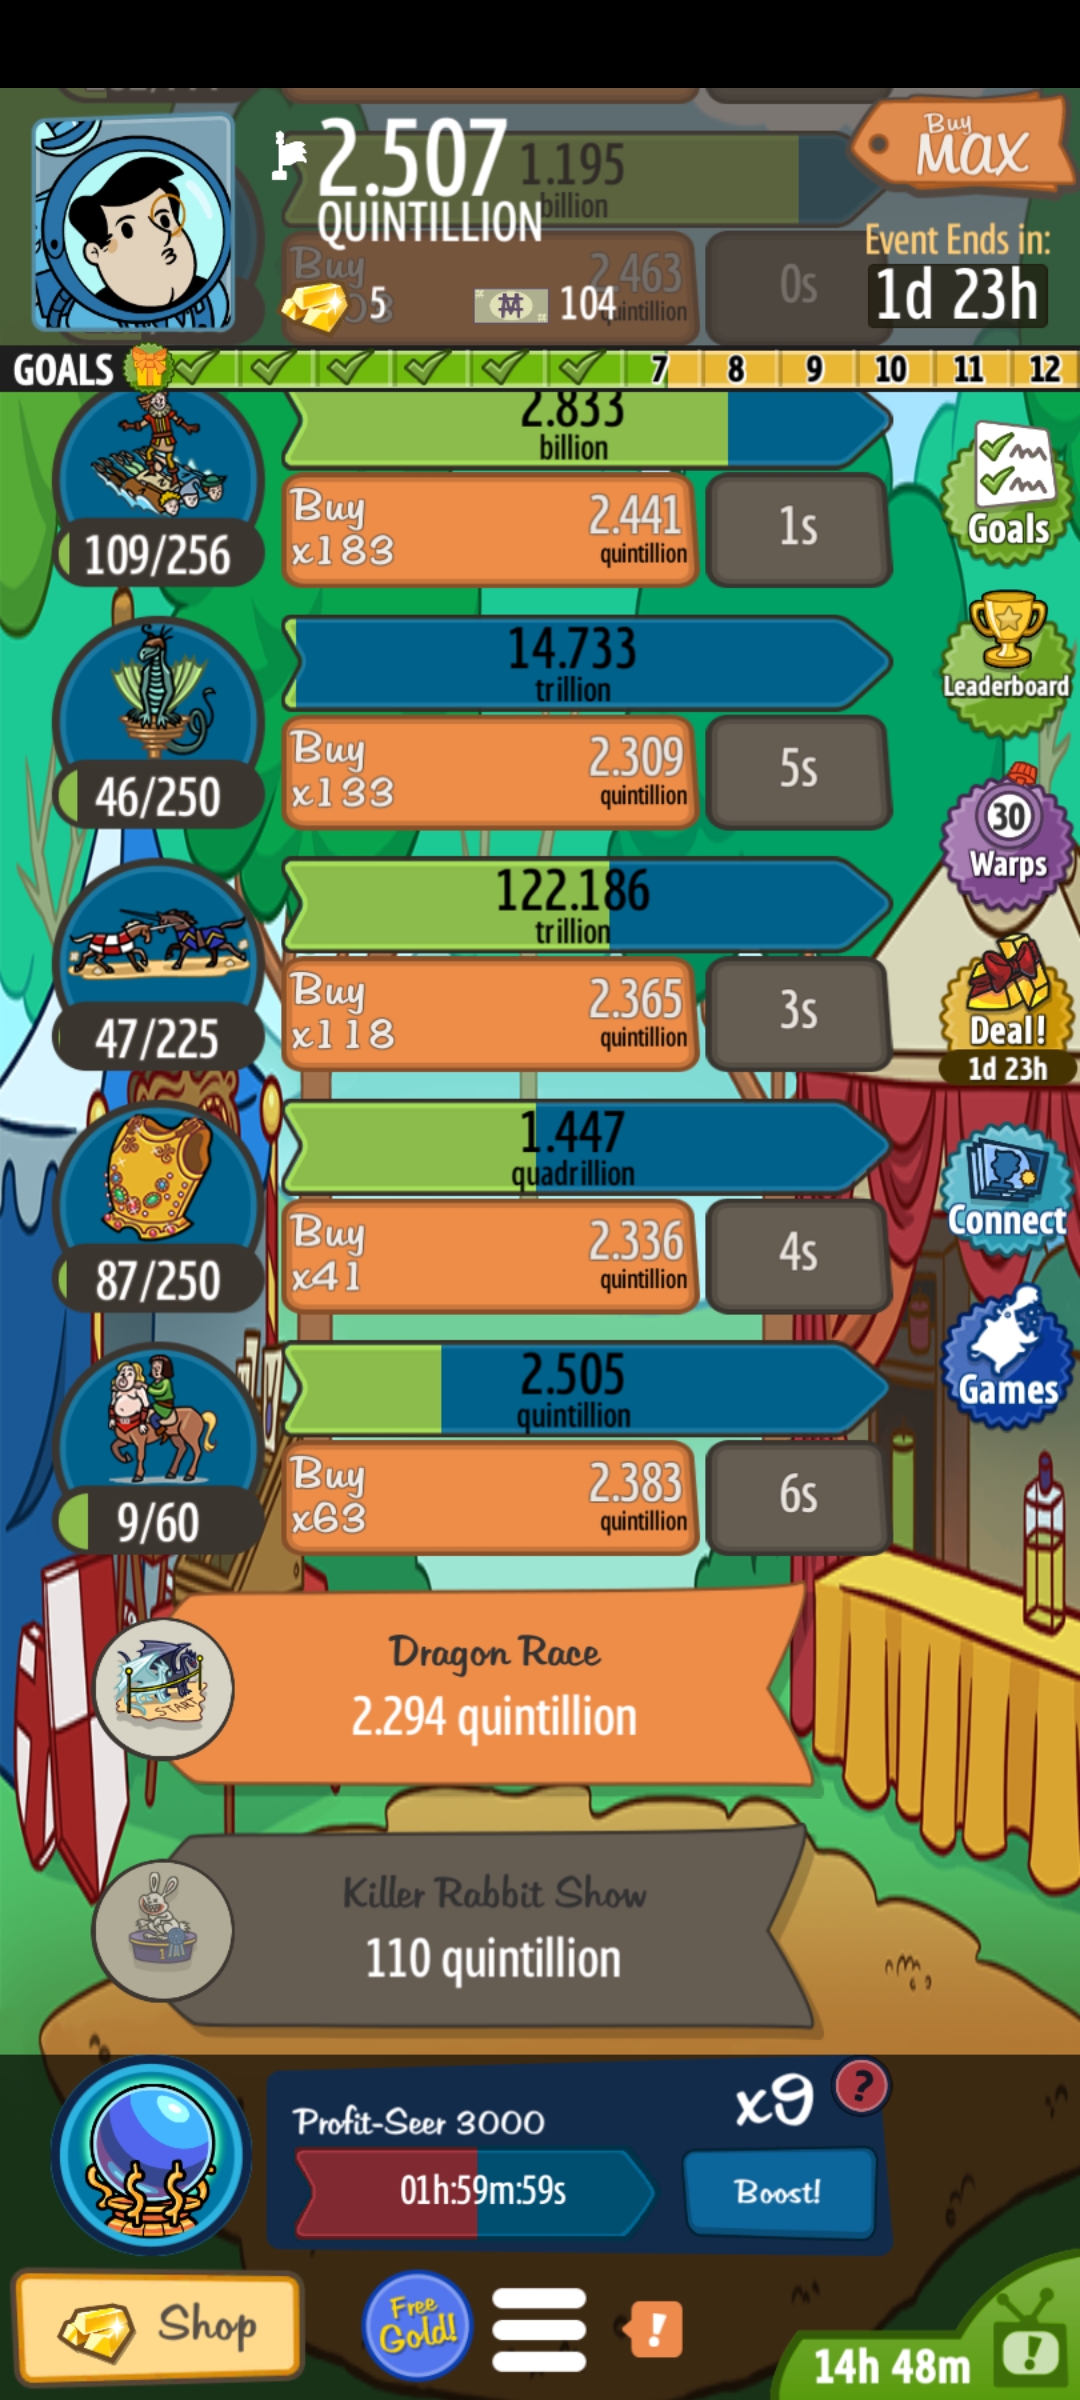 2.507
QUINTILLION
1.195
billion
Buy
MAX
Buy
2.463
quintillion
0s
5
104
Event Ends in:
1d 23h
GOALS
7 8 9 10 11 12
2.833
billion
109/256
Buy
x183
2.441
quintillion
1s
Goals
14.733
trillion
46/250
Buy
x133
2.309
quintillion
5s
Leaderboard
30
Warps
122.186
trillion
47/225
Buy
x118
2.365
quintillion
3s
Deal!
1d 23h
1.447
quadrillion
87/250
Buy
x41
2.336
quintillion
4s
Connect
2.505
quintillion
9/60
Buy
x63
2.383
quintillion
6s
Games
START
Dragon Race
2.294 quintillion
1
Killer Rabbit Show
110 quintillion
Profit-Seer 3000
x9
?
01h:59m:59s
Boost!
Shop
Free
Gold!
!
14h 48m
!